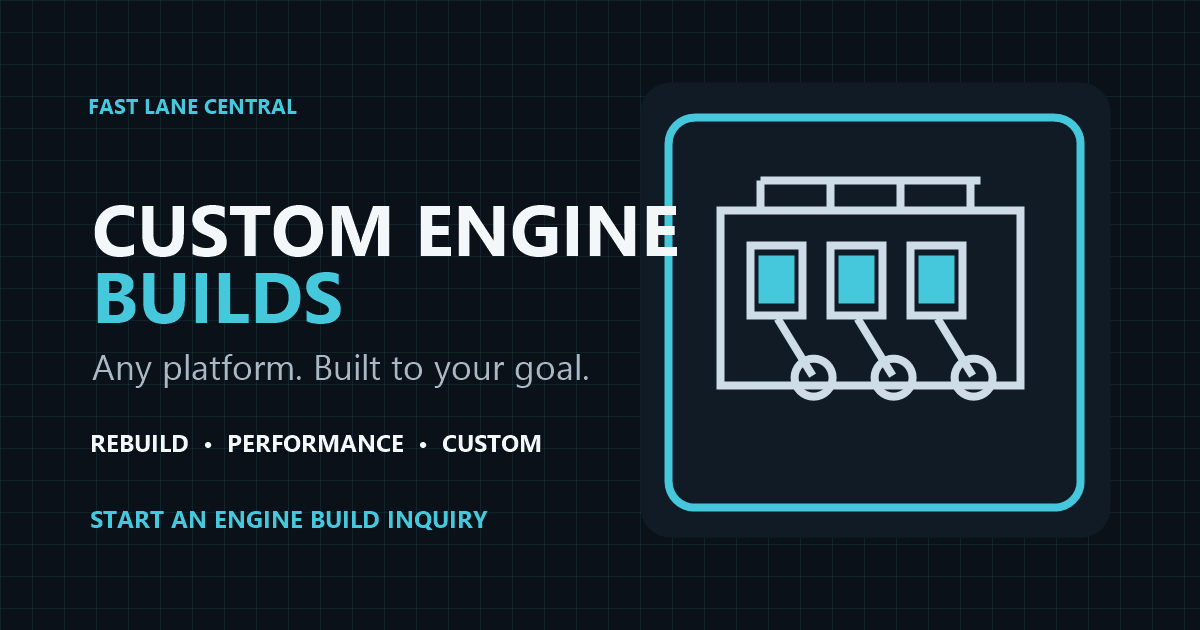 FAST LANE CENTRAL
CUSTOM ENGINE
BUILDS
Any platform. Built to your goal.
REBUILD • PERFORMANCE • CUSTOM
START AN ENGINE BUILD INQUIRY